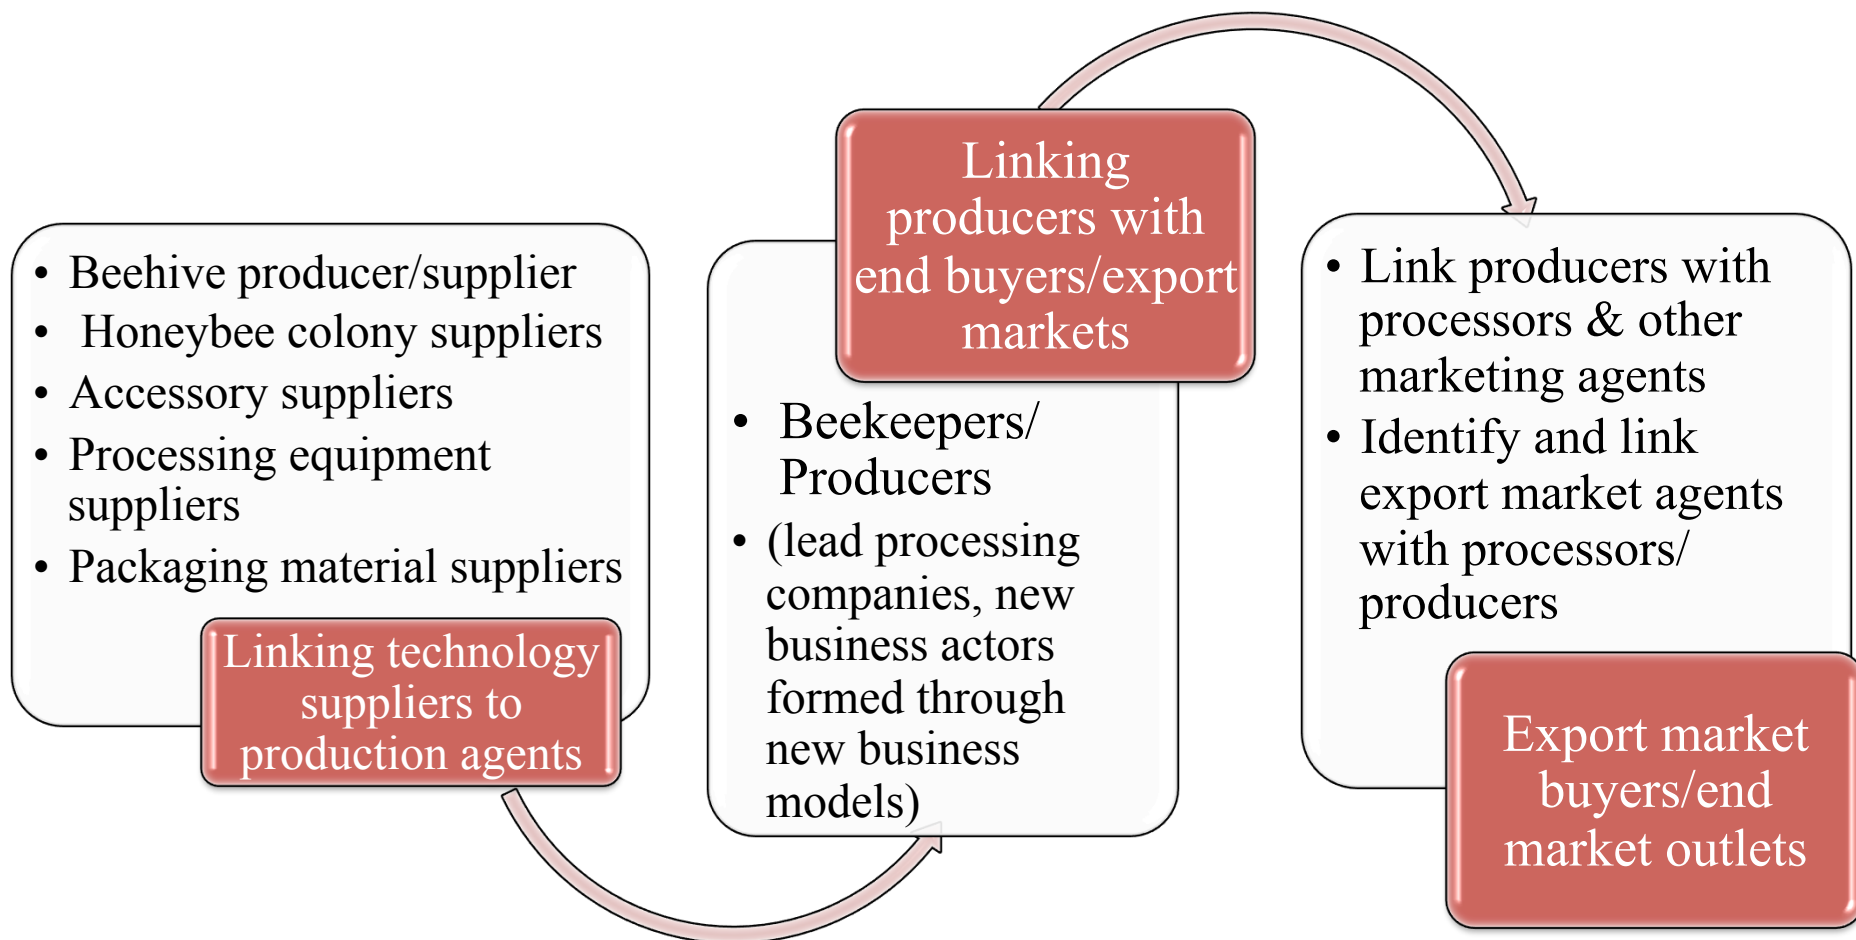 • Beehive producer/supplier
• Honeybee colony suppliers
• Accessory suppliers
• Processing equipment
suppliers
• Packaging material suppliers
Linking technology
suppliers to
production agents
Linking
producers with
end buyers/export
markets
• Beekeepers/
Producers
• (lead processing
companies, new
business actors
formed through
new business
models)
• Link producers with
processors & other
marketing agents
• Identify and link
export market agents
with processors/
producers
Export market
buyers/end
market outlets